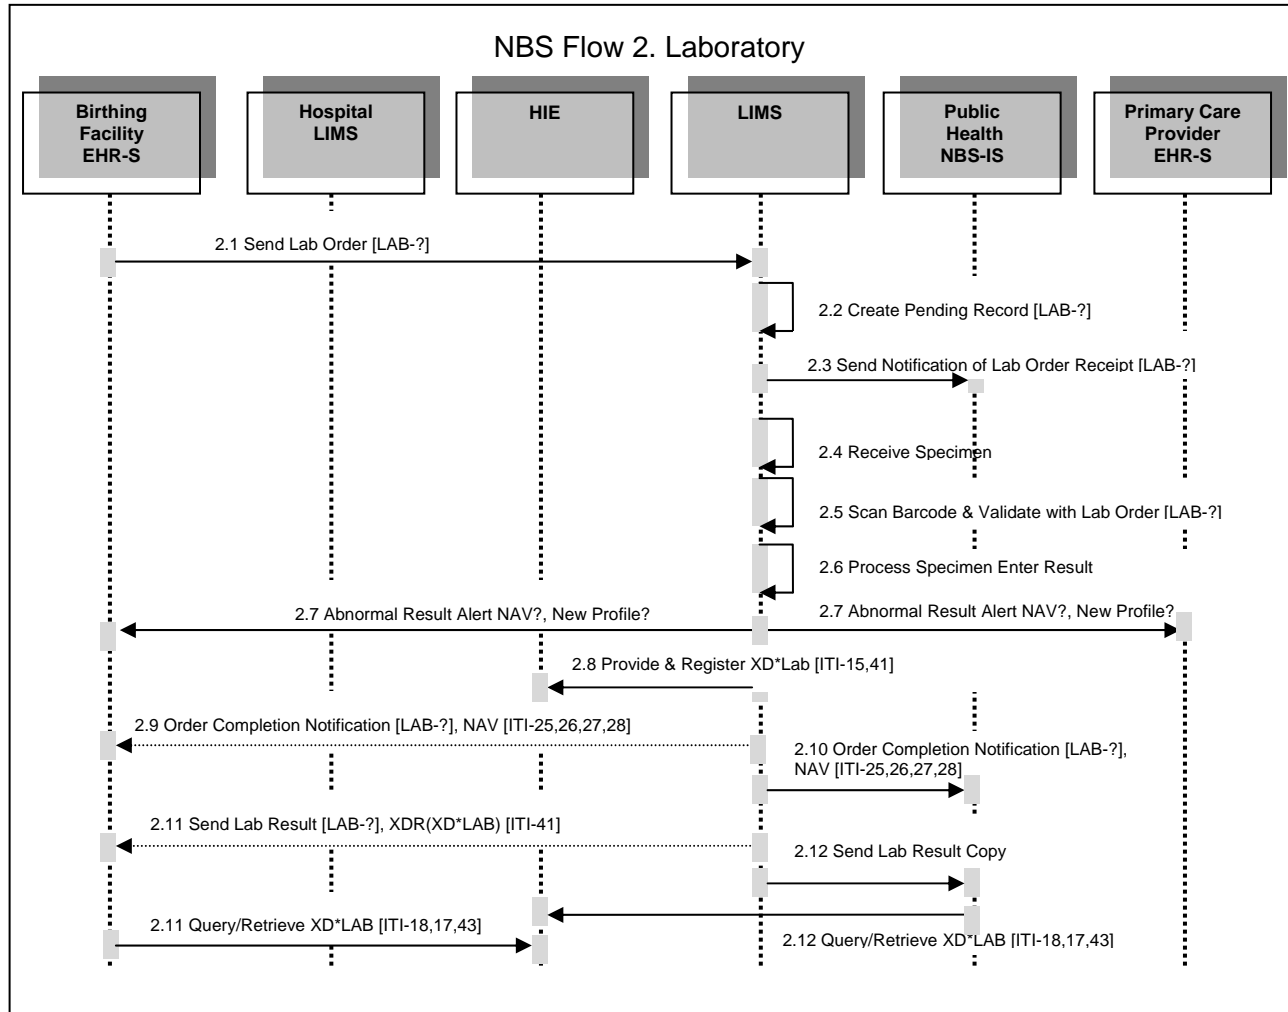 NBS Flow 2. Laboratory
Birthing
Facility
EHR-S
Hospital
LIMS
HIE
LIMS
Public
Health
NBS-IS
Primary Care
Provider
EHR-S
2.1 Send Lab Order [LAB-?]
2.2 Create Pending Record [LAB-?]
2.3 Send Notification of Lab Order Receipt [LAB-?]
2.4 Receive Specimen
2.5 Scan Barcode & Validate with Lab Order [LAB-?]
2.6 Process Specimen Enter Result
2.7 Abnormal Result Alert NAV?, New Profile?
2.7 Abnormal Result Alert NAV?, New Profile?
2.8 Provide & Register XD*Lab [ITI-15,41]
2.9 Order Completion Notification [LAB-?], NAV [ITI-25,26,27,28]
2.10 Order Completion Notification [LAB-?],
NAV [ITI-25,26,27,28]
2.11 Send Lab Result [LAB-?], XDR(XD*LAB) [ITI-41]
2.12 Send Lab Result Copy
2.11 Query/Retrieve XD*LAB [ITI-18,17,43]
2.12 Query/Retrieve XD*LAB [ITI-18,17,43]